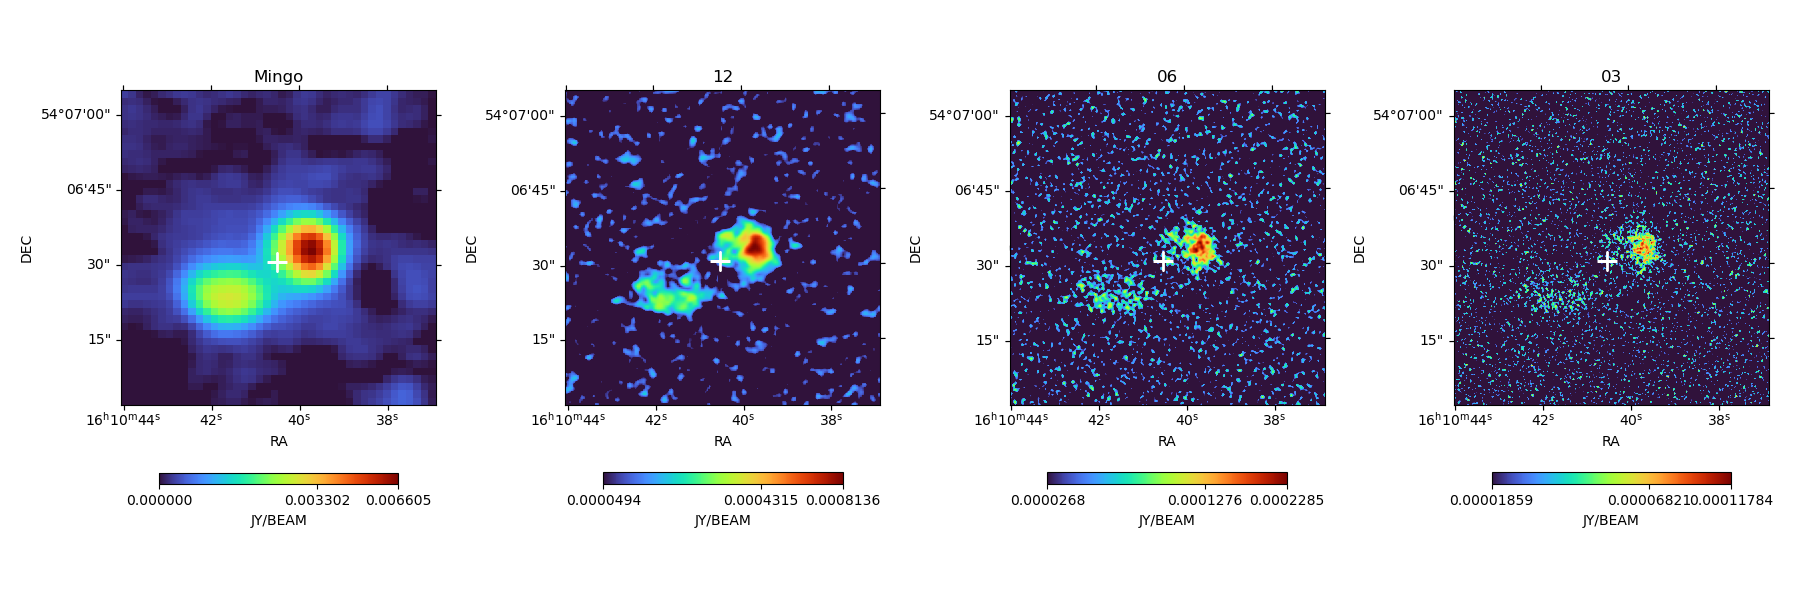 Mingo
12
06
03
54°07'00"
06'45"
30"
15"
DEC
16h10m44s 42s 40s 38s
RA
0.0000000 0.003302 0.006605
JY/BEAM
54°07'00"
06'45"
30"
15"
DEC
16h10m44s 42s 40s 38s
RA
0.0000494 0.0004315 0.0008136
JY/BEAM
54°07'00"
06'45"
30"
15"
DEC
16h10m44s 42s 40s 38s
RA
0.0000268 0.0001276 0.0002285
JY/BEAM
54°07'00"
06'45"
30"
15"
DEC
16h10m44s 42s 40s 38s
RA
0.00001859 0.00006821 0.00011784
JY/BEAM